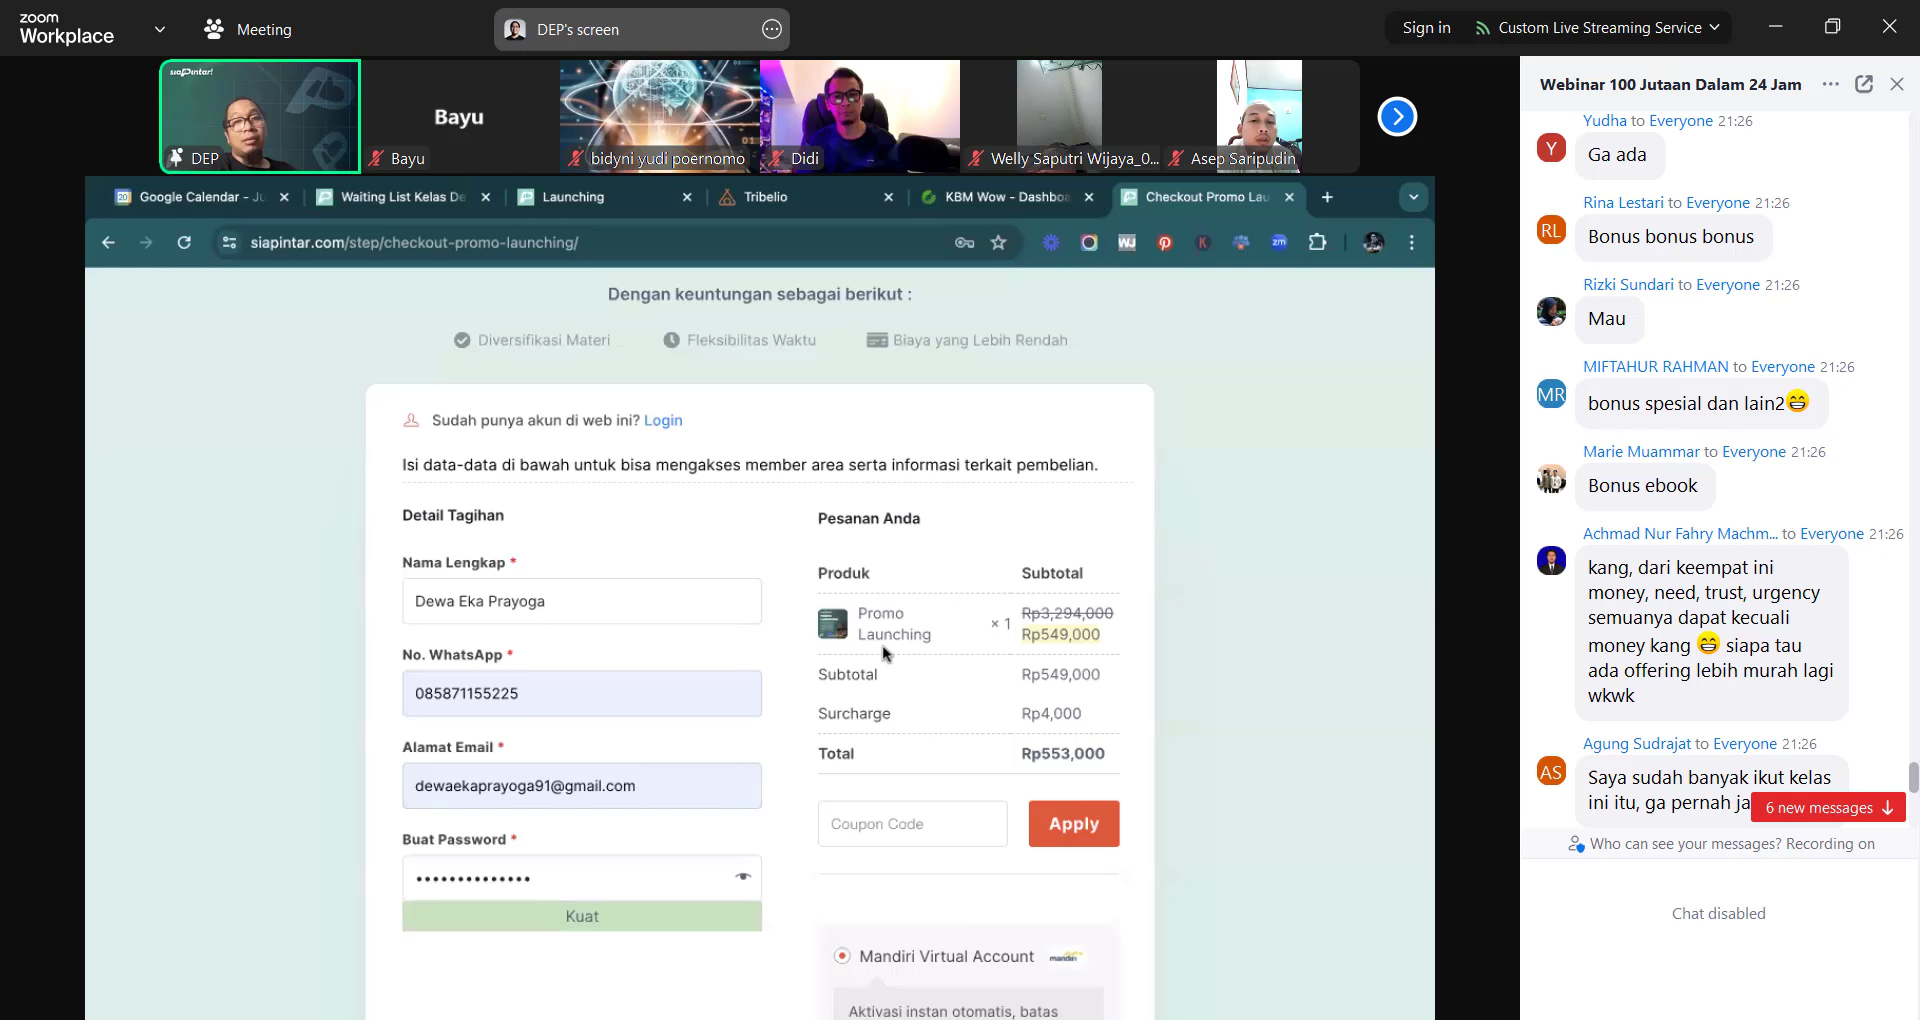 zoom
Workplace
Meeting
DEP's screen
Sign in
Custom Live Streaming Service
siapintar!
DEP
Bayu
Bayu
bidyni yudi poernomo
Didi
Welly Saputri Wijaya_0...
Asep Saripudin
Google Calendar - Ju
Waiting List Kelas De
Launching
Tribelio
KBM Wow - Dashboa
Checkout Promo Lau
siapintar.com/step/checkout-promo-launching/
Dengan keuntungan sebagai berikut :
Diversifikasi Materi
Fleksibilitas Waktu
Biaya yang Lebih Rendah
Sudah punya akun di web ini? Login
Isi data-data di bawah untuk bisa mengakses member area serta informasi terkait pembelian.
Detail Tagihan
Nama Lengkap *
Dewa Eka Prayoga
No. WhatsApp *
085871155225
Alamat Email *
dewaekaprayoga91@gmail.com
Buat Password *
••••••••••••••
Kuat
Pesanan Anda
Produk Subtotal
Promo Launching × 1 Rp3,294,000
Rp549,000
Subtotal Rp549,000
Surcharge Rp4,000
Total Rp553,000
Coupon Code
Apply
Mandiri Virtual Account mandiri
Aktivasi instan otomatis, batas
Webinar 100 Jutaan Dalam 24 Jam
Yudha to Everyone 21:26
Y
Ga ada
Rina Lestari to Everyone 21:26
RL
Bonus bonus bonus
Rizki Sundari to Everyone 21:26
Mau
MIFTAHUR RAHMAN to Everyone 21:26
MR
bonus spesial dan lain2😁
Marie Muammar to Everyone 21:26
Bonus ebook
Achmad Nur Fahry Machm... to Everyone 21:26
kang, dari keempat ini
money, need, trust, urgency
semuanya dapat kecuali
money kang 😁 siapa tau
ada offering lebih murah lagi
wkwk
Agung Sudrajat to Everyone 21:26
AS
Saya sudah banyak ikut kelas
ini itu, ga pernah ja
6 new messages
Who can see your messages? Recording on
Chat disabled